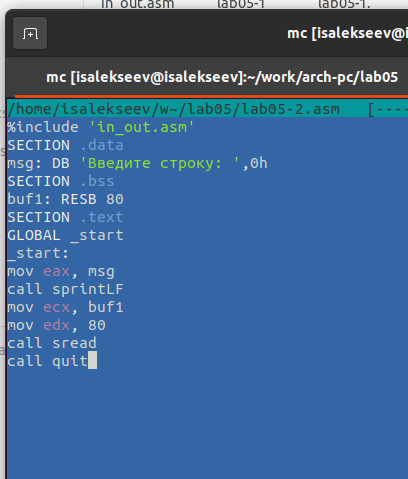 in_out.asm lab05-1 lab05-1.
mc [isalekseev@i
mc [isalekseev@isalekseev]:~/work/arch-pc/lab05
/home/isalekseev/w~/lab05/lab05-2.asm [----
%include 'in_out.asm'
SECTION .data
msg: DB 'Введите строку: ',0h
SECTION .bss
buf1: RESB 80
SECTION .text
GLOBAL _start
_start:
mov eax, msg
call sprintLF
mov ecx, buf1
mov edx, 80
call sread
call quit